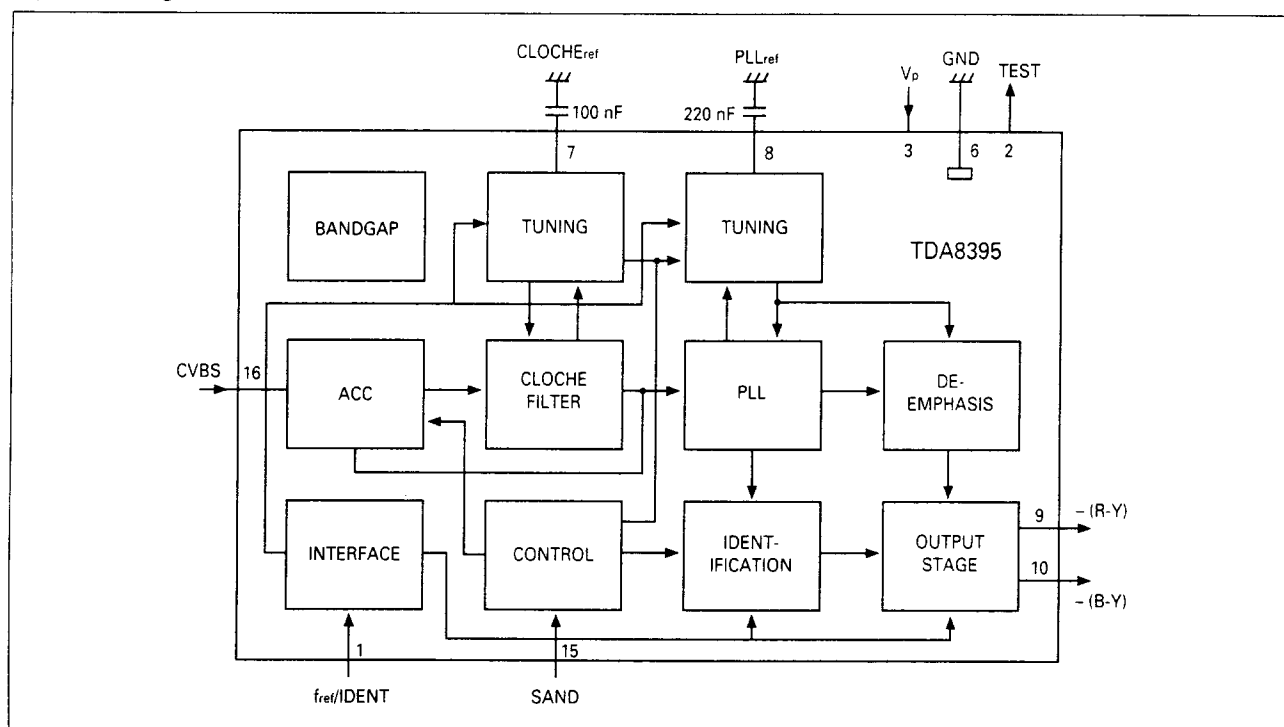 CLOCHEref
PLLref
Vp
GND
TEST
100 nF
220 nF
7
8
3
6
2
BANDGAP
TUNING
TUNING
TDA8395
CVBS
16
ACC
CLOCHE
FILTER
PLL
DE-
EMPHASIS
INTERFACE
CONTROL
IDENT-
IFICATION
OUTPUT
STAGE
9
– (R-Y)
10
– (B-Y)
1
15
fref/IDENT
SAND